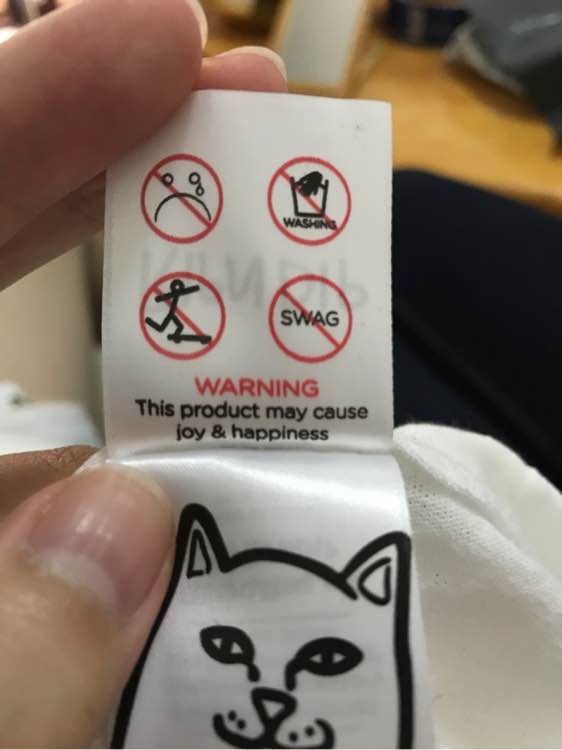 WASHING
SWAG
WARNING
This product may cause
joy & happiness